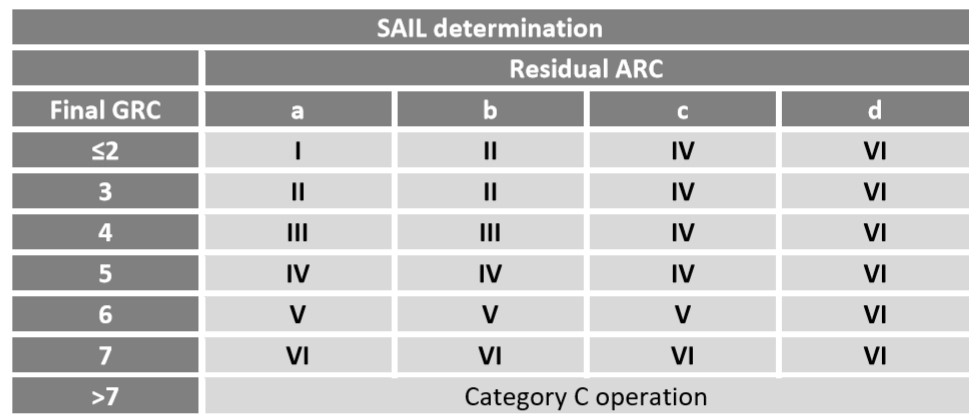 SAIL determination
Residual ARC
Final GRC a b c d
≤2 I II IV VI
3 II II IV VI
4 III III IV VI
5 IV IV IV VI
6 V V V VI
7 VI VI VI VI
>7 Category C operation